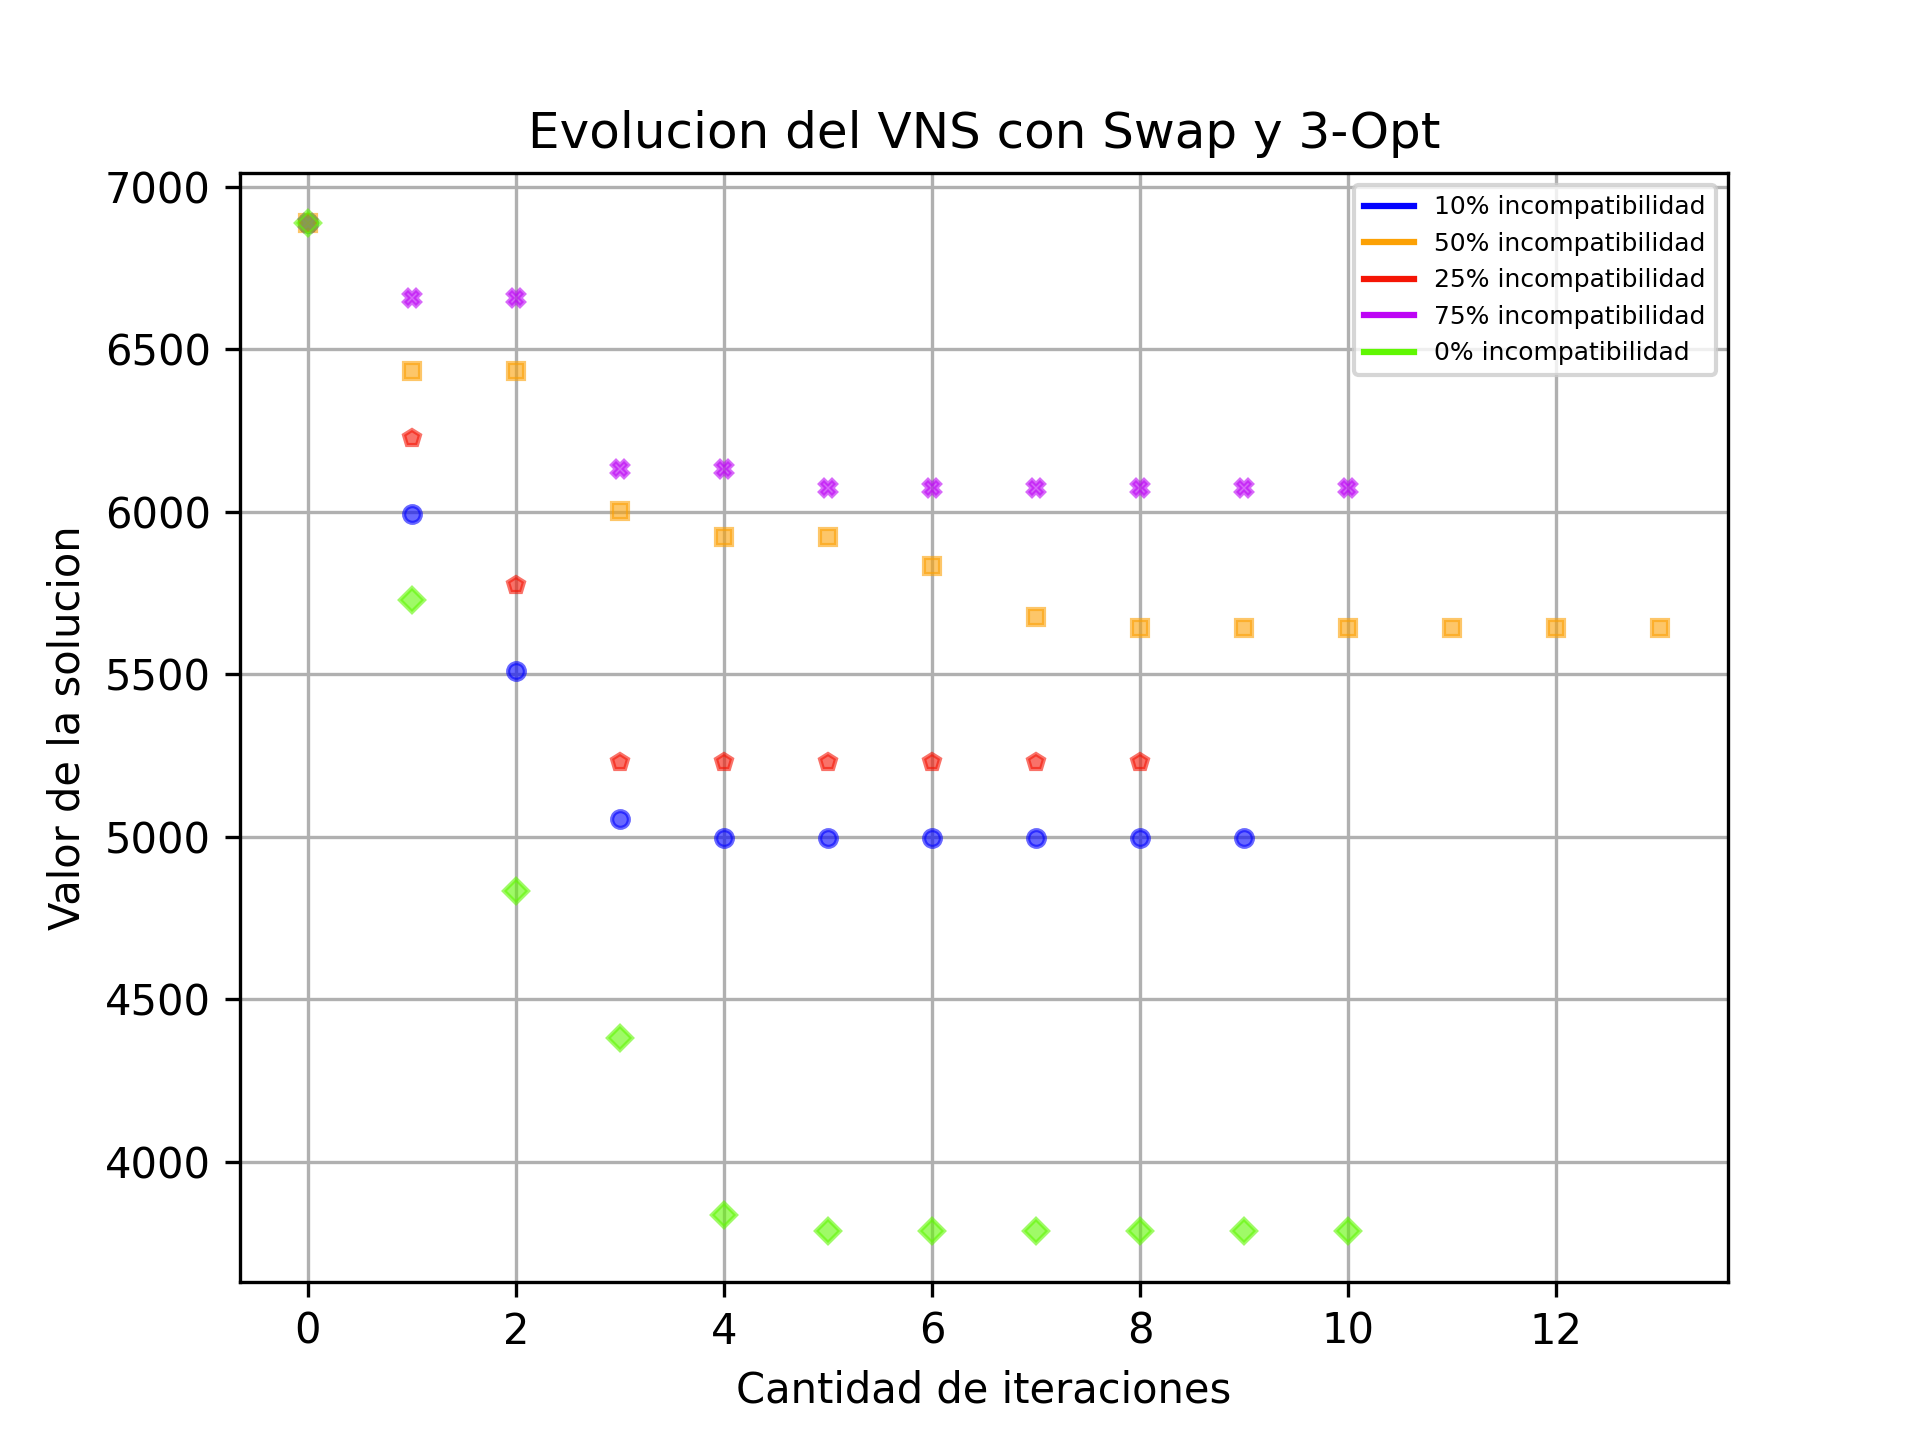 Evolucion del VNS con Swap y 3-Opt
7000
6500
6000
5500
5000
4500
4000
Valor de la solucion
10% incompatibilidad
50% incompatibilidad
25% incompatibilidad
75% incompatibilidad
0% incompatibilidad
0 2 4 6 8 10 12
Cantidad de iteraciones